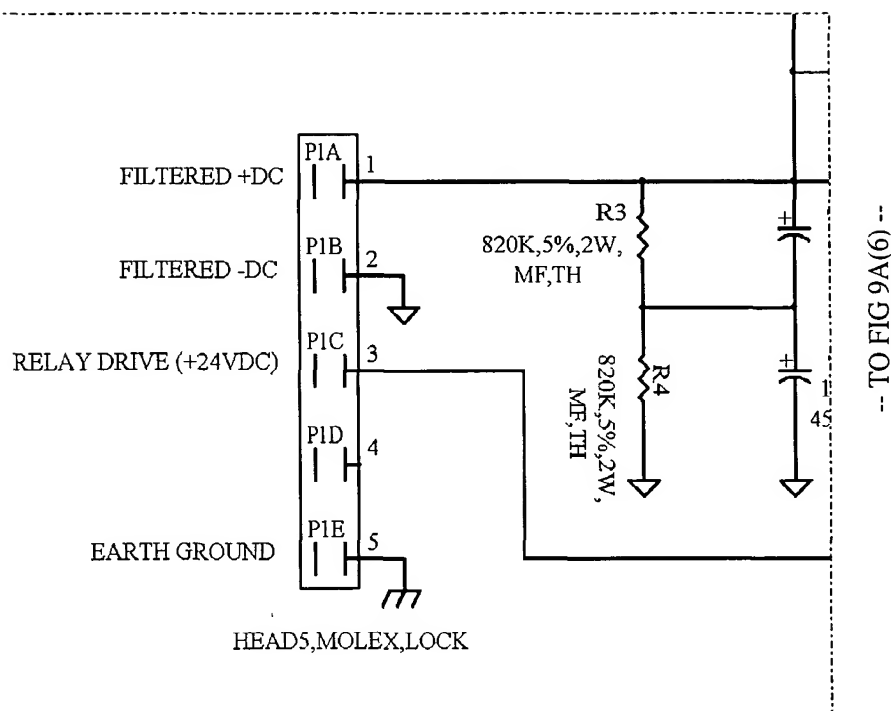 P1A
1
FILTERED +DC
P1B
2
FILTERED -DC
P1C
3
RELAY DRIVE (+24VDC)
P1D
4
P1E
5
EARTH GROUND
HEAD5,MOLEX,LOCK
R3
820K,5%,2W,
MF,TH
R4
820K,5%,2W,
MF,TH
+
+
1
45
-- TO FIG 9A(6) --